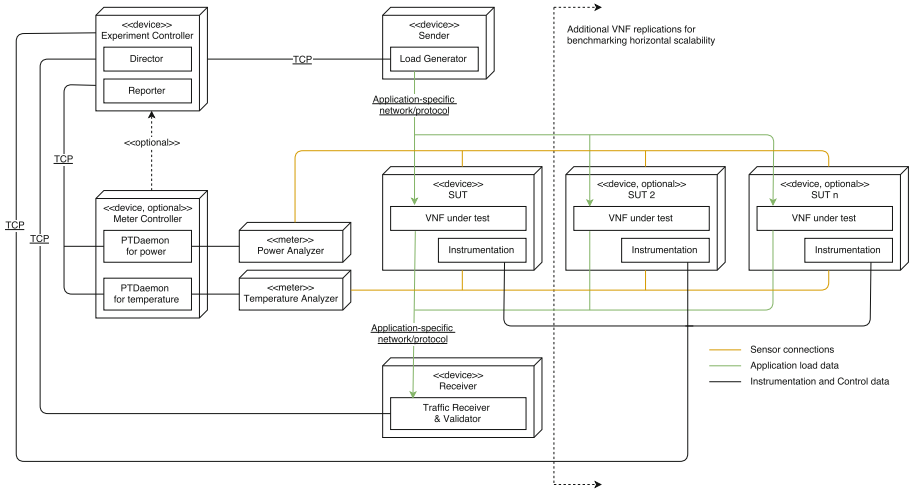 <<device>>
Experiment Controller
Director
Reporter
TCP
<<device>>
Sender
Load Generator
Additional VNF replications for
benchmarking horizontal scalability
Application-specific
network/protocol
<<optional>>
TCP
<<device, optional>>
Meter Controller
PTDaemon
for power
PTDaemon
for temperature
<<meter>>
Power Analyzer
<<meter>>
Temperature Analyzer
<<device>>
SUT
VNF under test
Instrumentation
<<device, optional>>
SUT 2
VNF under test
Instrumentation
<<device, optional>>
SUT n
VNF under test
Instrumentation
TCP
TCP
Application-specific
network/protocol
<<device>>
Receiver
Traffic Receiver
& Validator
Sensor connections
Application load data
Instrumentation and Control data